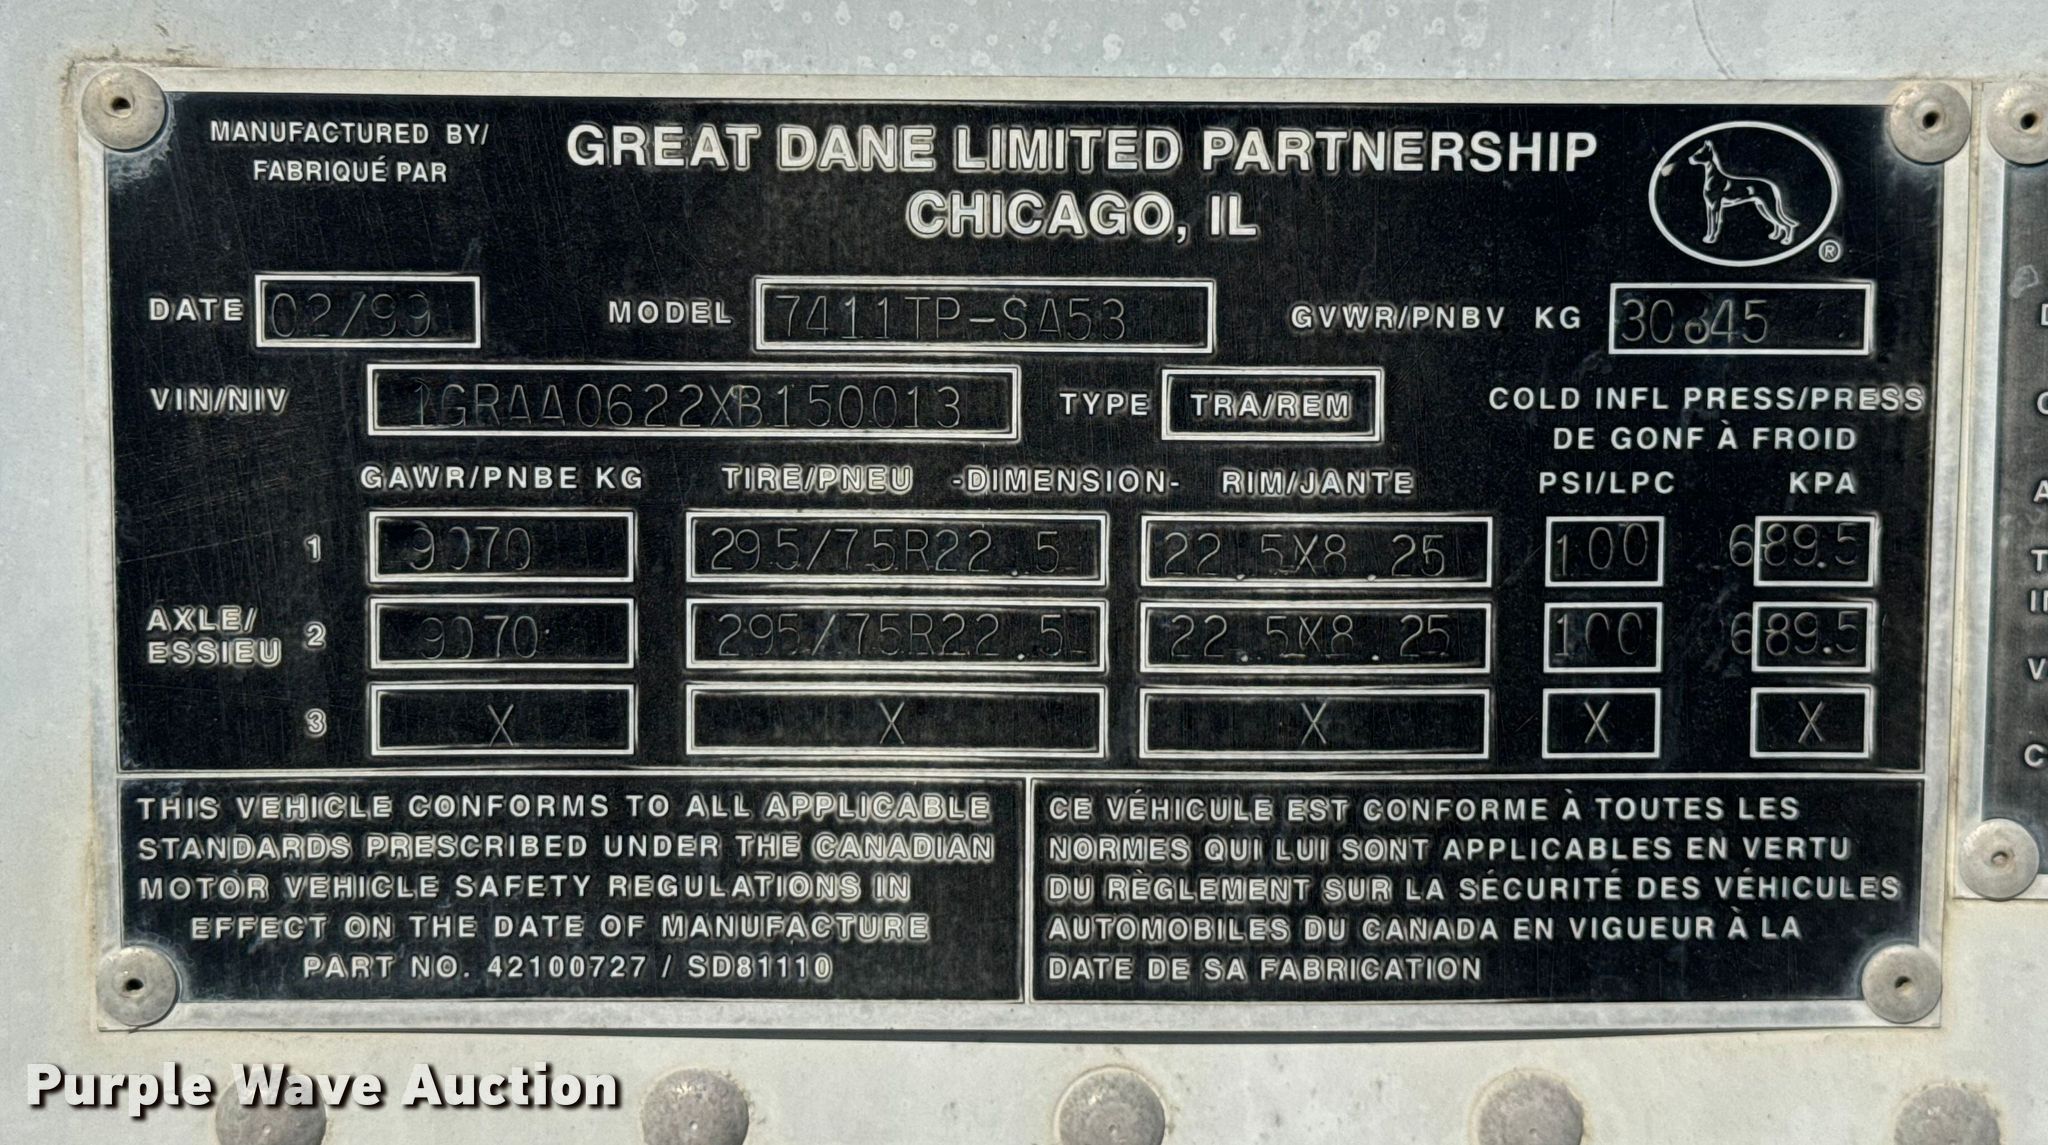 MANUFACTURED BY/
FABRIQUÉ PAR
GREAT DANE LIMITED PARTNERSHIP
CHICAGO, IL
®
DATE 02/99 MODEL 7411TP-SA53 GVWR/PNBV KG 30845
VIN/NIV 1GRAA0622XB150013 TYPE TRA/REM
COLD INFL PRESS/PRESS
DE GONF À FROID
GAWR/PNBE KG TIRE/PNEU -DIMENSION- RIM/JANTE PSI/LPC KPA
1 9070 295/75R22.5 22.5X8.25 100 689.5
AXLE/
ESSIEU
2 9070 295/75R22.5 22.5X8.25 100 689.5
3 X X X X X
THIS VEHICLE CONFORMS TO ALL APPLICABLE
STANDARDS PRESCRIBED UNDER THE CANADIAN
MOTOR VEHICLE SAFETY REGULATIONS IN
EFFECT ON THE DATE OF MANUFACTURE
PART NO. 42100727 / SD81110
CE VÉHICULE EST CONFORME À TOUTES LES
NORMES QUI LUI SONT APPLICABLES EN VERTU
DU RÈGLEMENT SUR LA SÉCURITÉ DES VÉHICULES
AUTOMOBILES DU CANADA EN VIGUEUR À LA
DATE DE SA FABRICATION
Purple Wave Auction